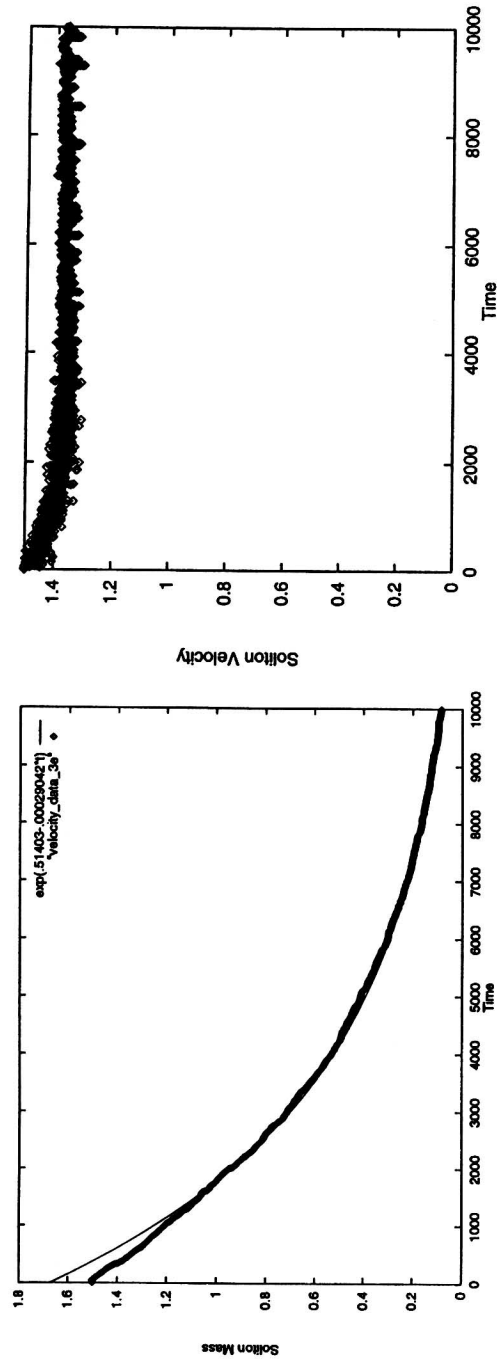 exp(.51403-.00029042*t)
"velocity_data_3e"
1.8
1.6
1.4
1.2
1
0.8
0.6
0.4
0.2
0
Soliton Mass
0 1000 2000 3000 4000 5000 6000 7000 8000 9000 10000
Time
1.4
1.2
1
0.8
0.6
0.4
0.2
0
Soliton Velocity
0 2000 4000 6000 8000 10000
Time